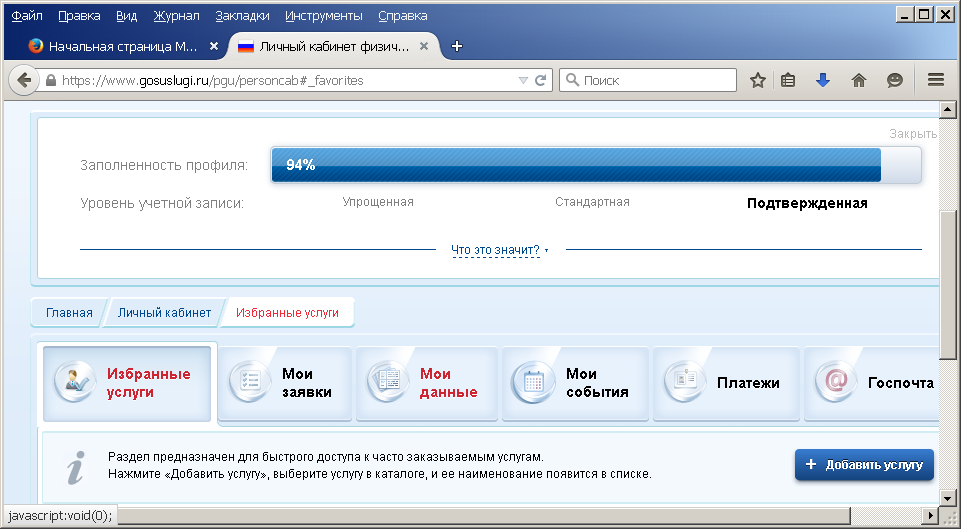 Файл Правка Вид Журнал Закладки Инструменты Справка
Начальная страница M... Личный кабинет физич...
https://www.gosuslugi.ru/pgu/personcab#_favorites Поиск
Закрыть
Заполненность профиля: 94%
Уровень учетной записи: Упрощенная Стандартная Подтвержденная
Что это значит?
Главная Личный кабинет Избранные услуги
Избранные услуги
Мои заявки
Мои данные
Мои события
Платежи
Госпочта
Раздел предназначен для быстрого доступа к часто заказываемым услугам.
Нажмите «Добавить услугу», выберите услугу в каталоге, и ее наименование появится в списке.
+ Добавить услугу
javascript:void(0);